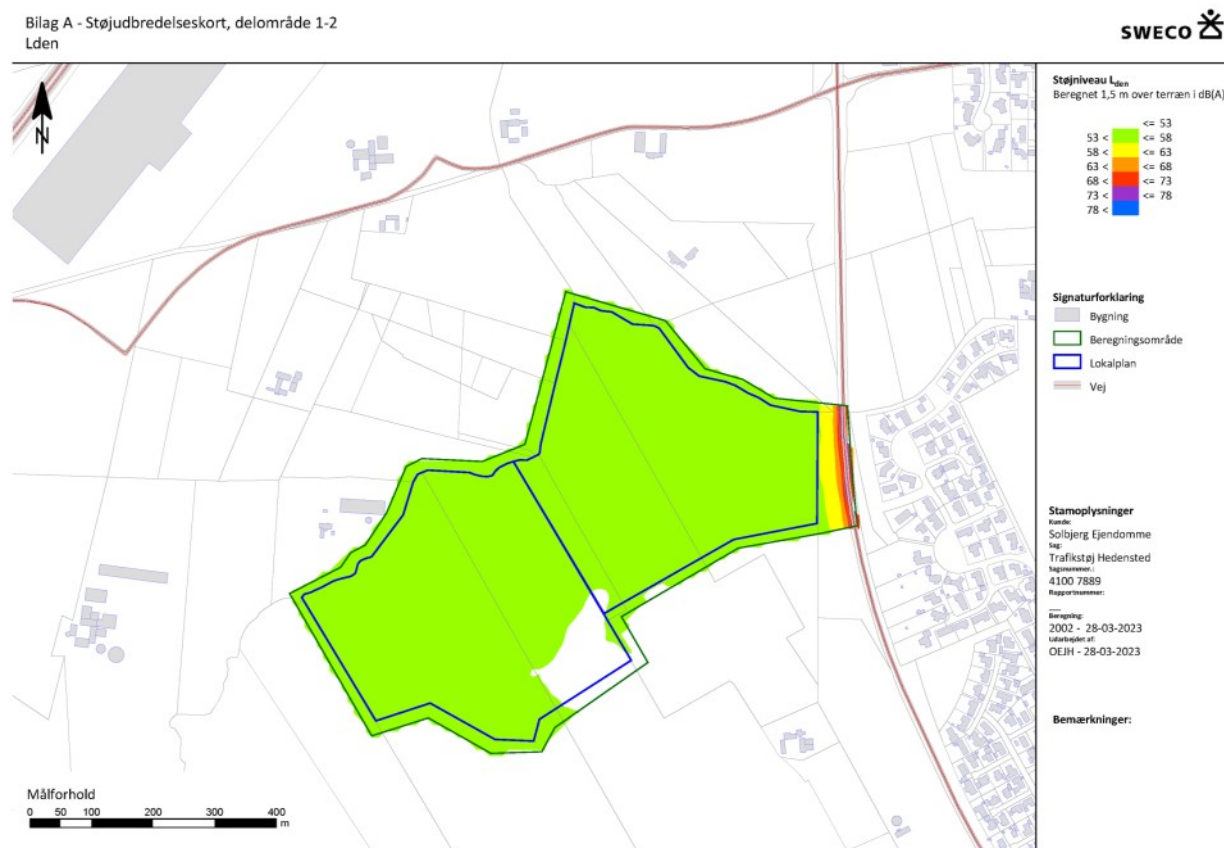 Bilag A - Støjudbredelseskort, delområde 1-2
Lden
SWECO
N
Støjniveau Lden
Beregnet 1,5 m over terræn i dB(A)
<= 53
53 < <= 58
58 < <= 63
63 < <= 68
68 < <= 73
73 < <= 78
78 <
Signaturforklaring
Bygning
Beregningsområde
Lokalplan
Vej
Stamoplysninger
Kunde:
Solbjerg Ejendomme
Sag:
Trafikstøj Hedensted
Sagsnummer.:
4100 7889
Rapportnummer:
__
Beregning:
2002 - 28-03-2023
Udarbejdet af:
OEJH - 28-03-2023
Bemærkninger:
Målforhold
0 50 100 200 300 400
m